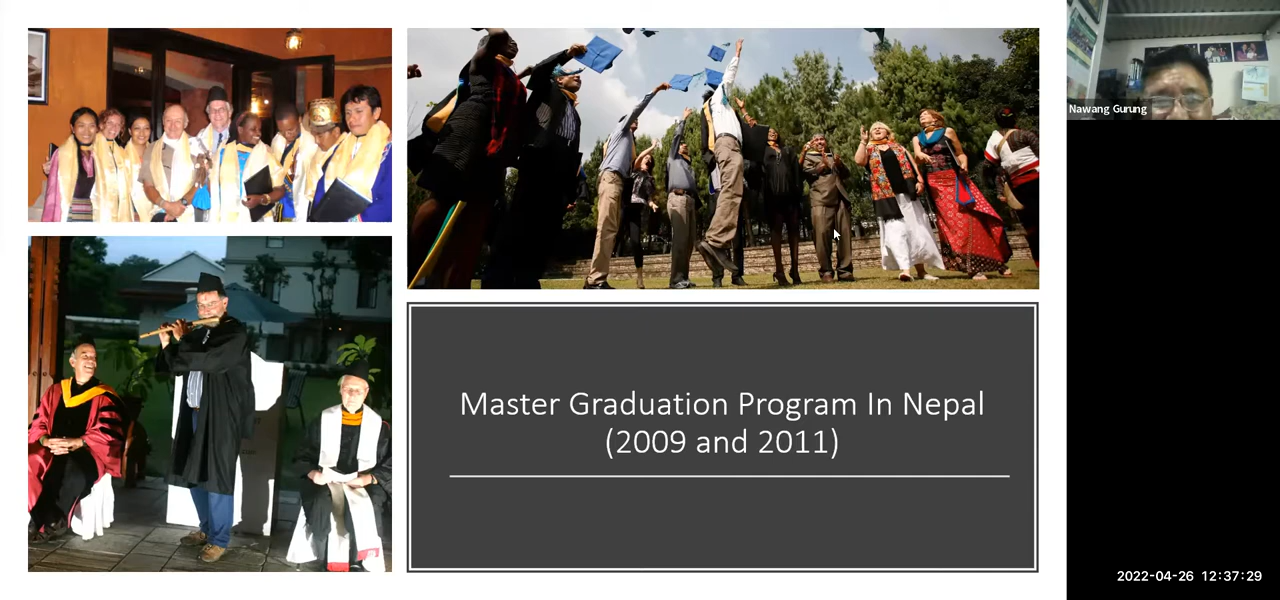 Nawang Gurung
Master Graduation Program In Nepal
(2009 and 2011)
2022-04-26 12:37:29